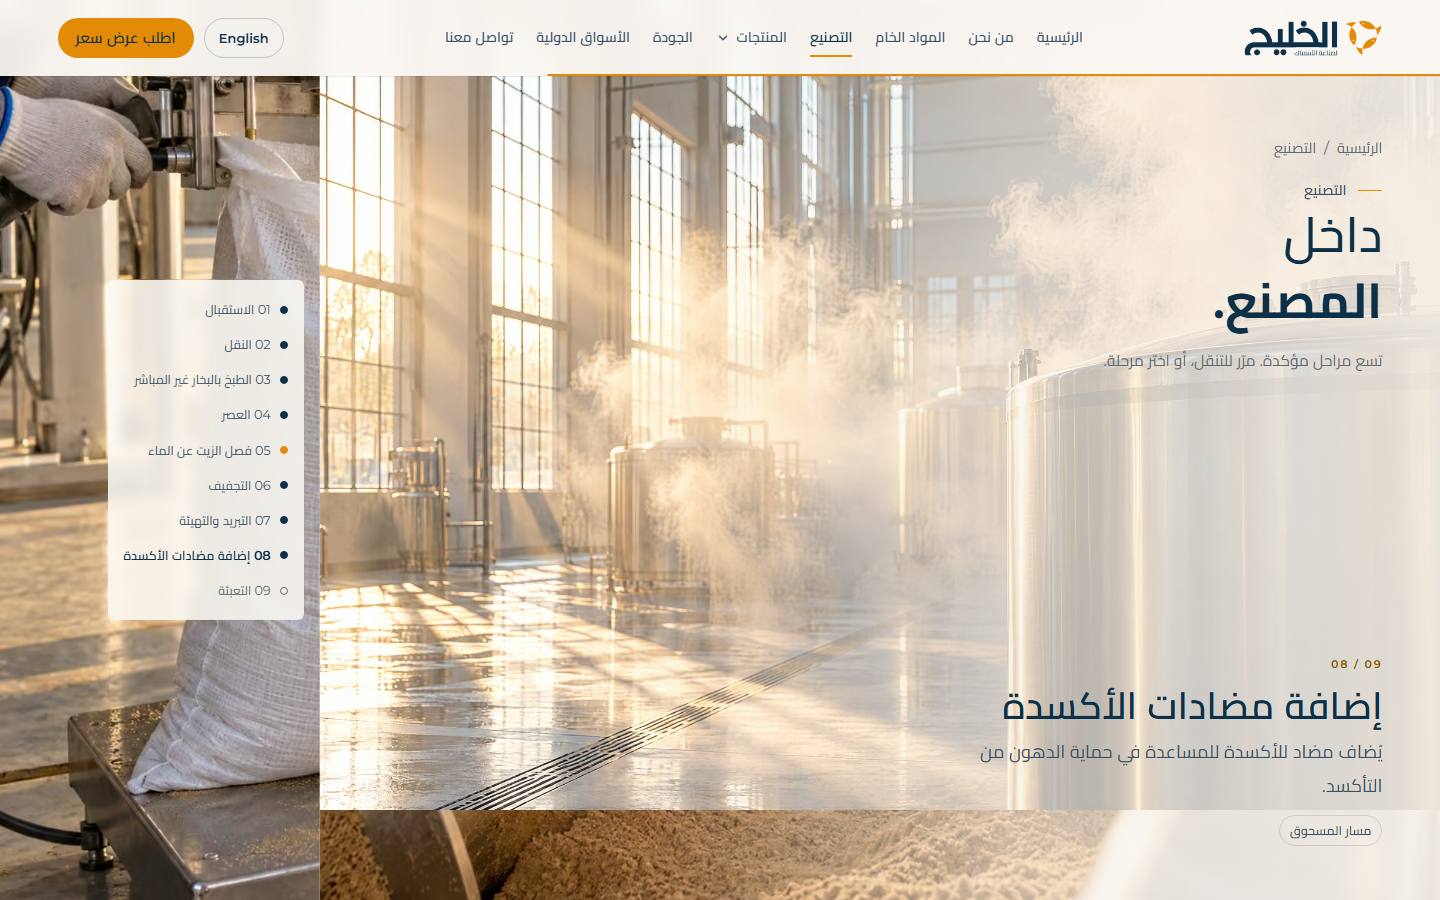 الخليج
لصناعة الأسماك
الرئيسية
من نحن
المواد الخام
التصنيع
المنتجات
الجودة
الأسواق الدولية
تواصل معنا
English
اطلب عرض سعر
الرئيسية / التصنيع
التصنيع
داخل
المصنع.
تسع مراحل مؤكدة. مرّر للتنقل، أو اختر مرحلة.
01 الاستقبال
02 النقل
03 الطبخ بالبخار غير المباشر
04 العصر
05 فصل الزيت عن الماء
06 التجفيف
07 التبريد والتهيئة
08 إضافة مضادات الأكسدة
09 التعبئة
08 / 09
إضافة مضادات الأكسدة
يُضاف مضاد للأكسدة للمساعدة في حماية الدهون من
التأكسد.
مسار المسحوق